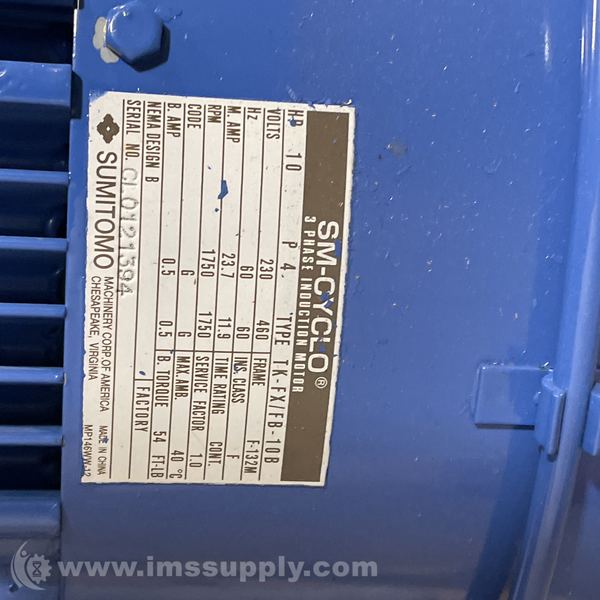 SM-CYCLO®
3 PHASE INDUCTION MOTOR
HP 10 P 4 TYPE TK-FX/FB-10B
VOLTS 230 460 FRAME F-132M
Hz 60 60 INS. CLASS F
M. AMP 23.7 11.9 TIME RATING CONT.
RPM 1750 1750 SERVICE FACTOR 1.0
CODE G G MAX. AMB. 40 °C
B. AMP 0.5 0.5 B. TORQUE 54 FT-LB
NEMA DESIGN B FACTORY
SERIAL NO. CL0121394
SUMITOMO MACHINERY CORP. OF AMERICA MADE IN CHINA
CHESAPEAKE, VIRGINIA MP146WW-12
www.imssupply.com